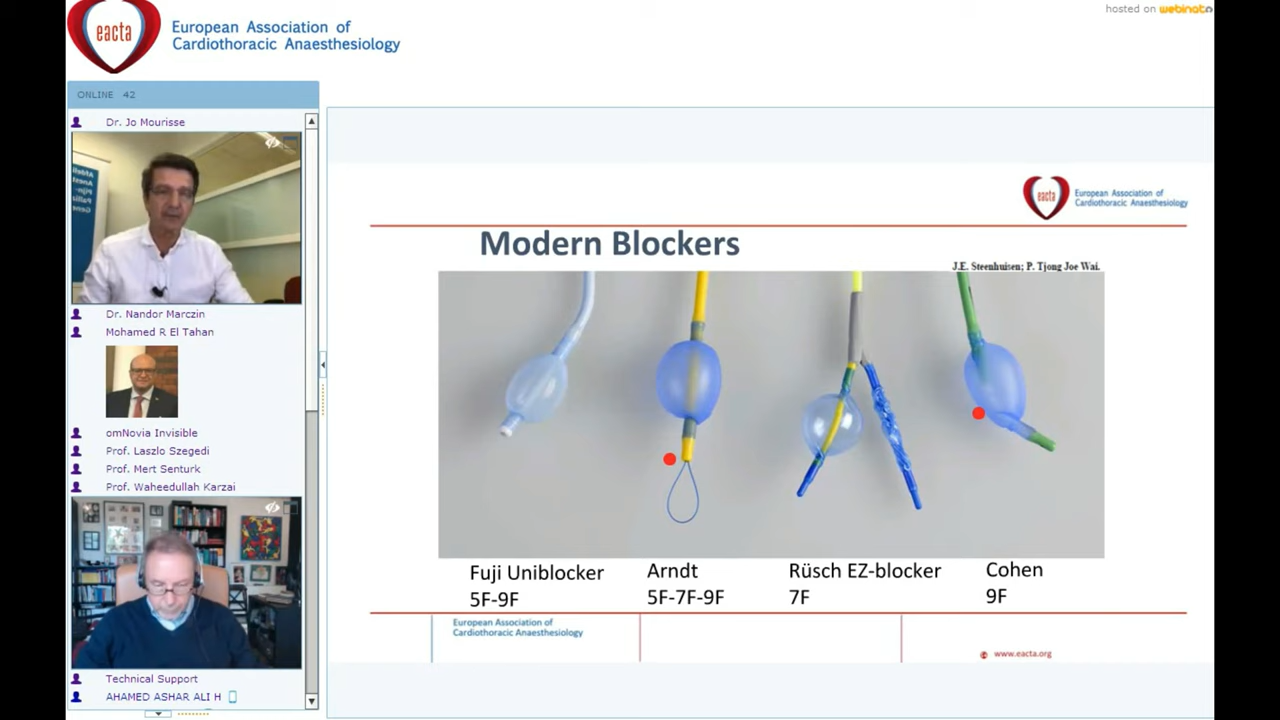 hosted on webinato
eacta
European Association of
Cardiothoracic Anaesthesiology
ONLINE 42
Dr. Jo Mourisse
Dr. Nandor Marczin
Mohamed R El Tahan
omNovia Invisible
Prof. Laszlo Szegedi
Prof. Mert Senturk
Prof. Waheedullah Karzai
Technical Support
AHAMED ASHAR ALI H
eacta
European Association of
Cardiothoracic Anaesthesiology
Modern Blockers
J.E. Steenhuisen; P. Tjong Joe Wai.
Fuji Uniblocker
5F-9F
Arndt
5F-7F-9F
Rüsch EZ-blocker
7F
Cohen
9F
European Association of
Cardiothoracic Anaesthesiology
www.eacta.org